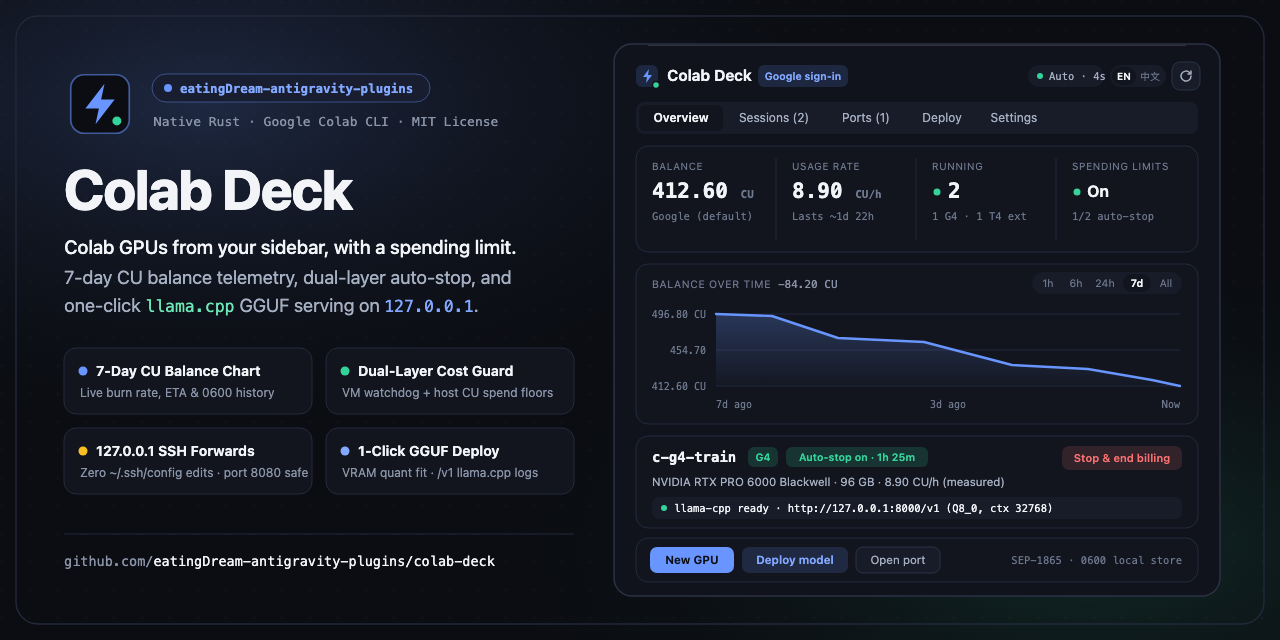 eatingDream-antigravity-plugins
Native Rust · Google Colab CLI · MIT License
Colab Deck
Colab GPUs from your sidebar, with a spending limit.
7-day CU balance telemetry, dual-layer auto-stop, and
one-click llama.cpp GGUF serving on 127.0.0.1.
7-Day CU Balance Chart
Live burn rate, ETA & 0600 history
Dual-Layer Cost Guard
VM watchdog + host CU spend floors
127.0.0.1 SSH Forwards
Zero ~/.ssh/config edits · port 8080 safe
1-Click GGUF Deploy
VRAM quant fit · /v1 llama.cpp logs
github.com/eatingDream-antigravity-plugins/colab-deck
Colab Deck Google sign-in Auto · 4s EN 中文
Overview Sessions (2) Ports (1) Deploy Settings
BALANCE
412.60 CU
Google (default)
USAGE RATE
8.90 CU/h
Lasts ~1d 22h
RUNNING
2
1 G4 · 1 T4 ext
SPENDING LIMITS
On
1/2 auto-stop
BALANCE OVER TIME −84.20 CU 1h 6h 24h 7d All
496.80 CU
454.70
412.60 CU
7d ago 3d ago Now
c-g4-train G4 Auto-stop on · 1h 25m Stop & end billing
NVIDIA RTX PRO 6000 Blackwell · 96 GB · 8.90 CU/h (measured)
llama-cpp ready · http://127.0.0.1:8000/v1 (Q8_0, ctx 32768)
New GPU Deploy model Open port SEP-1865 · 0600 local store